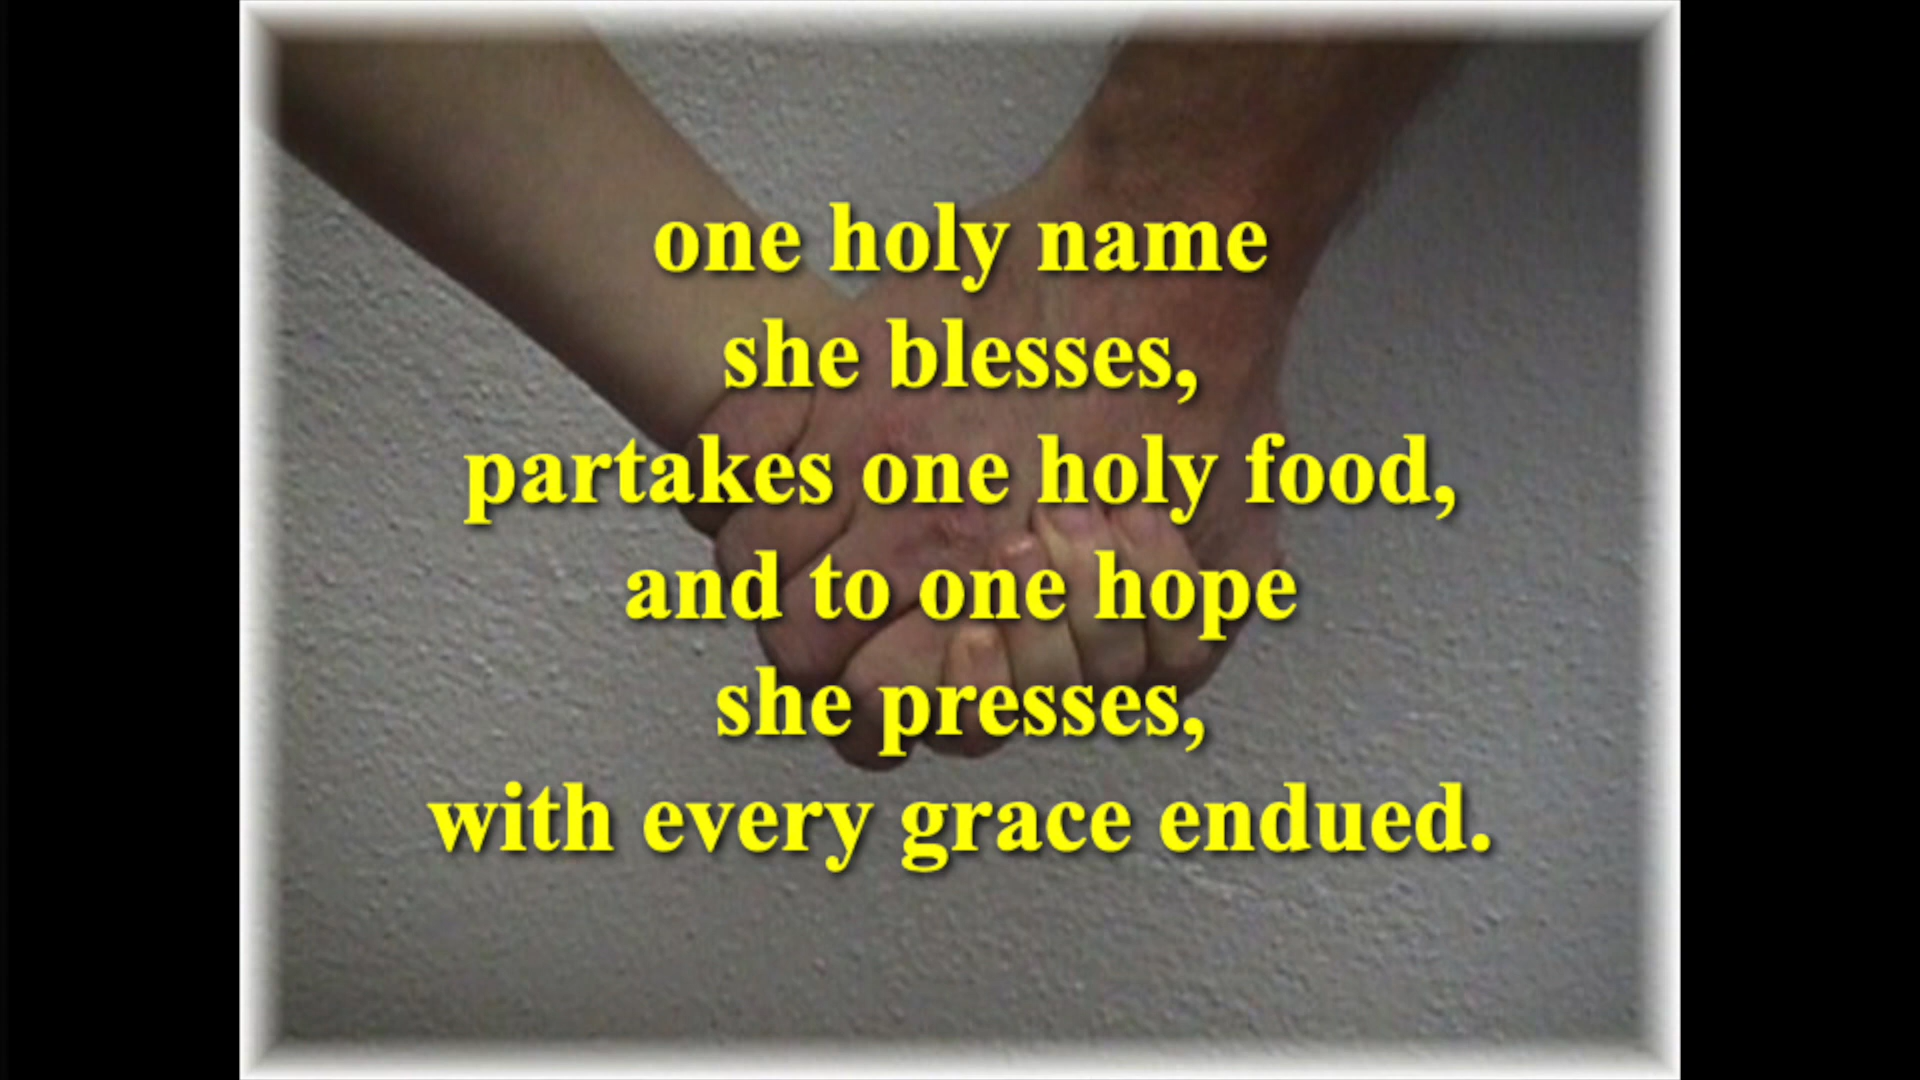 one holy name
she blesses,
partakes one holy food,
and to one hope
she presses,
with every grace endued.